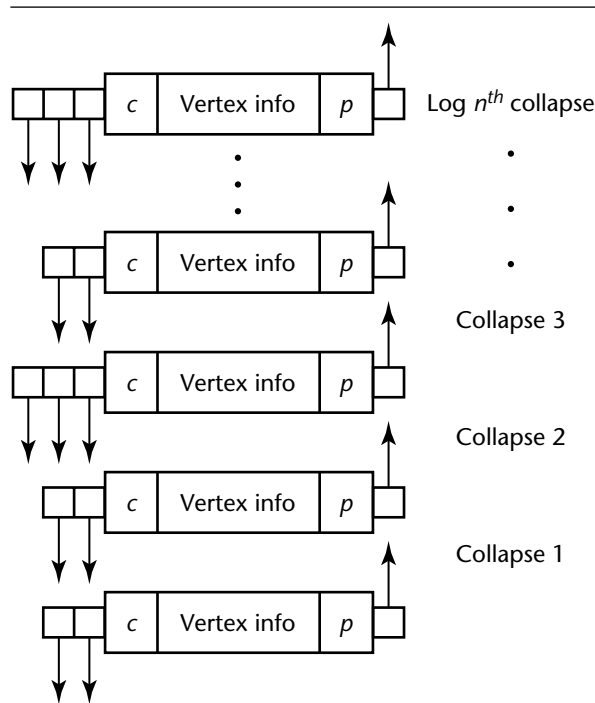 c Vertex info p Log nth collapse
c Vertex info p
Collapse 3
c Vertex info p
Collapse 2
c Vertex info p
Collapse 1
c Vertex info p